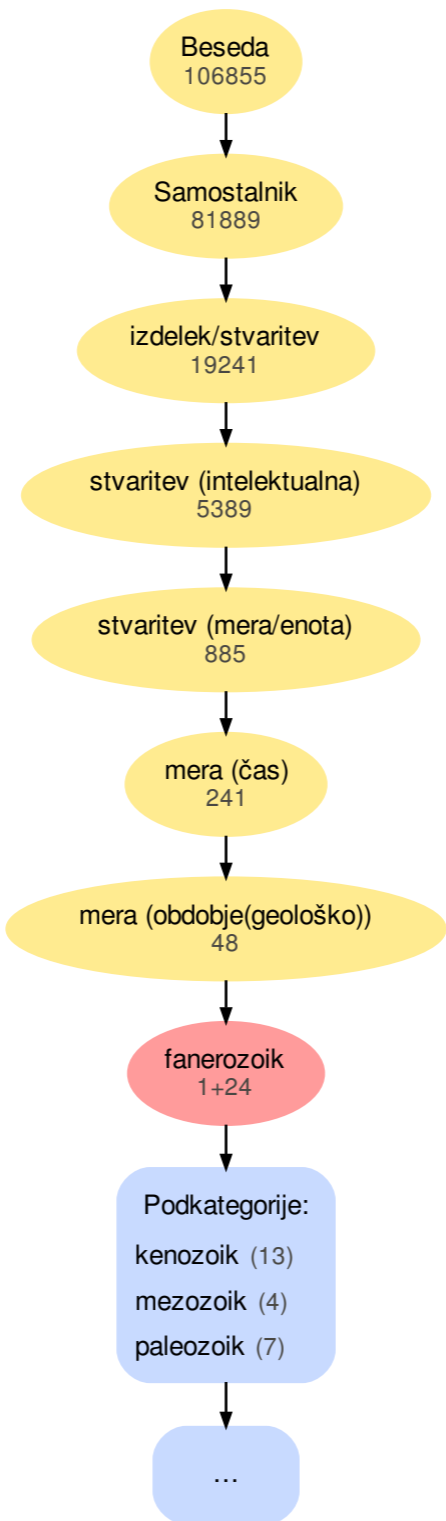 Beseda
106855
Samostalnik
81889
izdelek/stvaritev
19241
stvaritev (intelektualna)
5389
stvaritev (mera/enota)
885
mera (čas)
241
mera (obdobje(geološko))
48
fanerozoik
1+24
Podkategorije:
kenozoik (13)
mezozoik (4)
paleozoik (7)
...